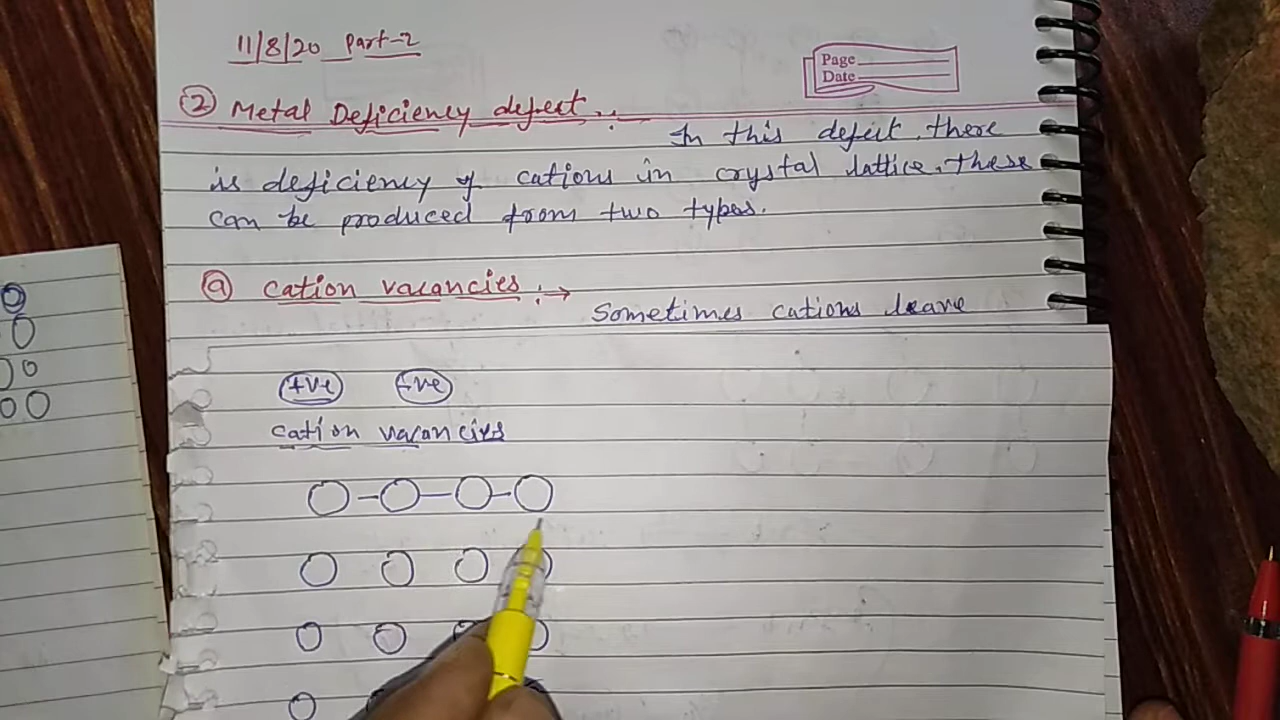 11/8/20 Part-2
Page
Date
② Metal Deficiency defect :-
In this defect, there
is deficiency of cations in crystal lattice. These
can be produced from two types.
ⓐ Cation vacancies :→
Sometimes cations leave
+ve -ve
cation vacancies